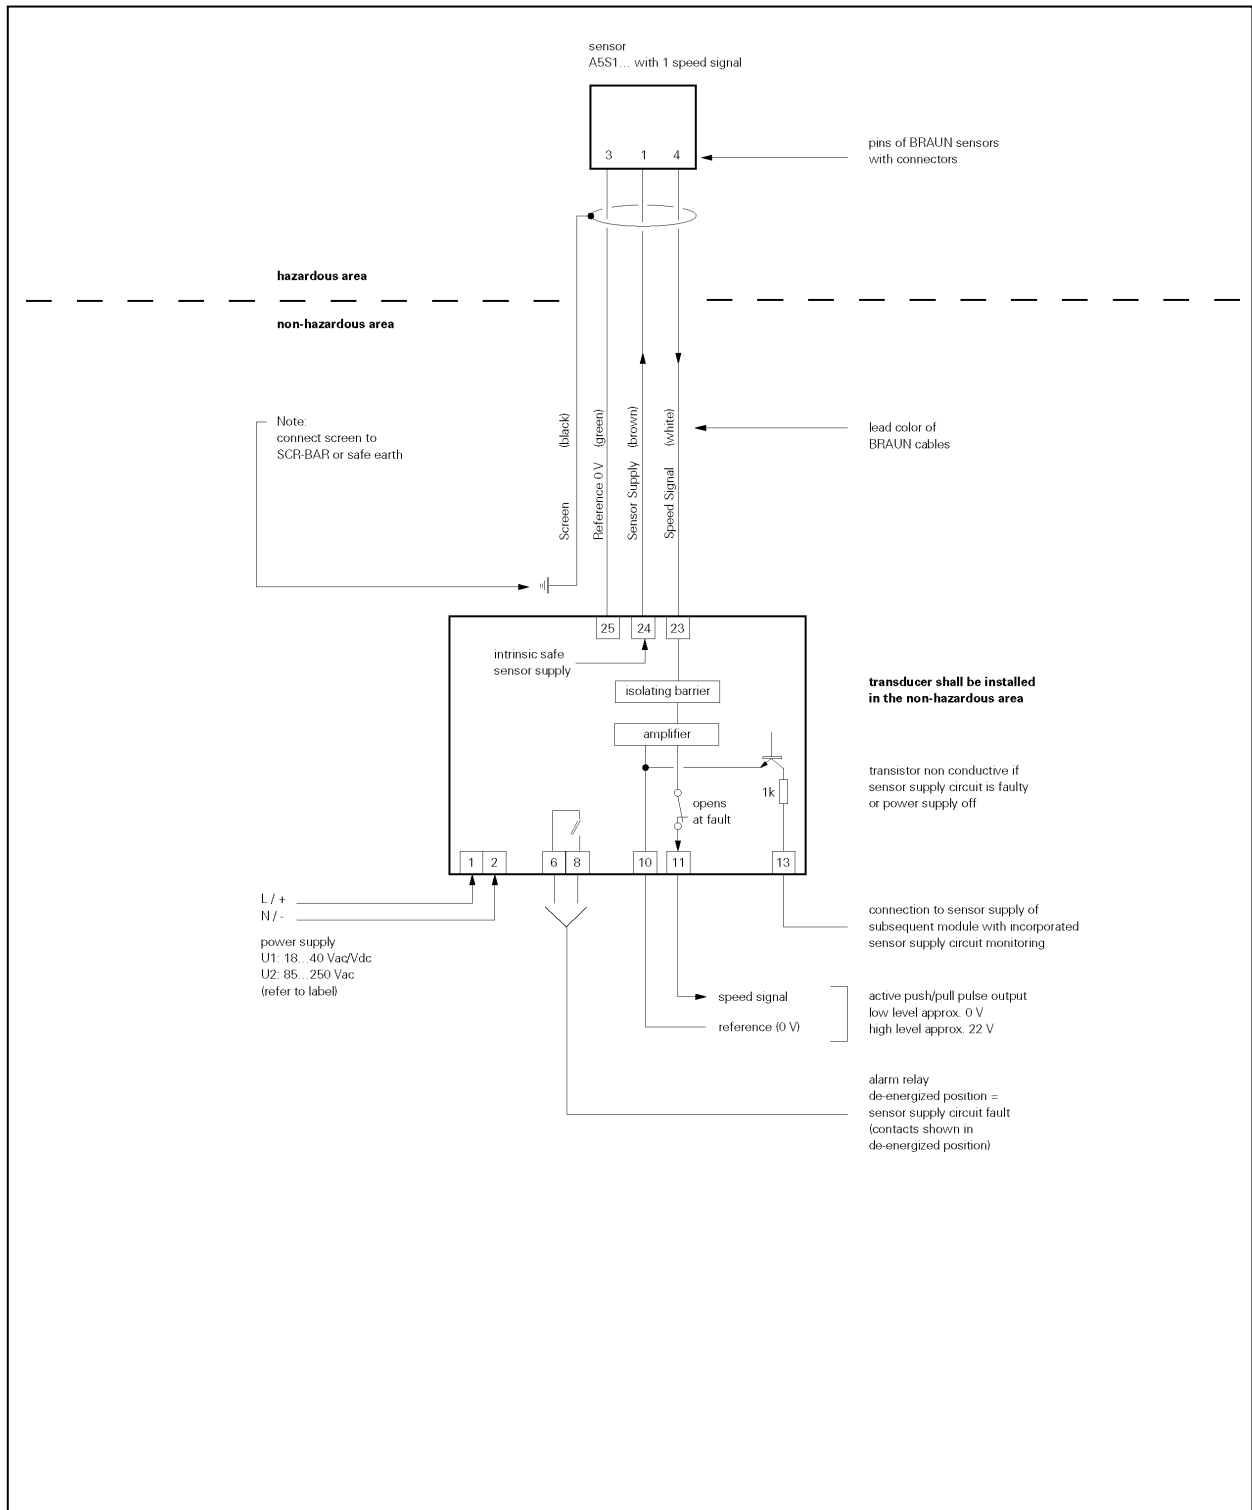 sensor
A5S1... with 1 speed signal
3 1 4
pins of BRAUN sensors
with connectors
hazardous area
non-hazardous area
Note:
connect screen to
SCR-BAR or safe earth
Screen (black)
Reference 0 V (green)
Sensor Supply (brown)
Speed Signal (white)
lead color of
BRAUN cables
25 24 23
intrinsic safe
sensor supply
isolating barrier
amplifier
transducer shall be installed
in the non-hazardous area
transistor non conductive if
sensor supply circuit is faulty
or power supply off
1k
opens
at fault
1 2 6 8 10 11 13
L / +
N / -
power supply
U1: 18...40 Vac/Vdc
U2: 85...250 Vac
(refer to label)
connection to sensor supply of
subsequent module with incorporated
sensor supply circuit monitoring
speed signal
reference (0 V)
active push/pull pulse output
low level approx. 0 V
high level approx. 22 V
alarm relay
de-energized position =
sensor supply circuit fault
(contacts shown in
de-energized position)